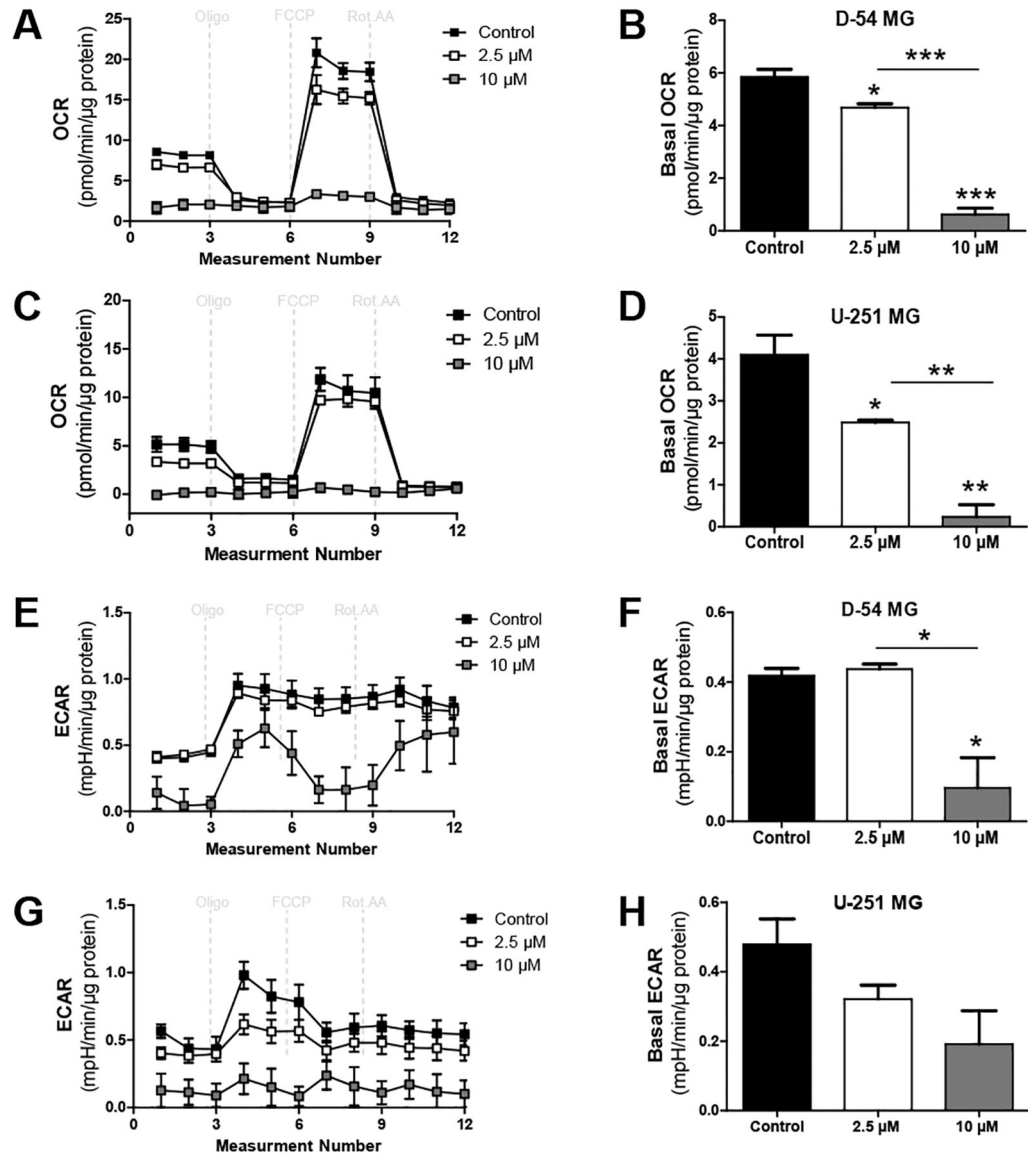 A
Oligo
FCCP
Rot.AA
25
20
15
10
5
0
OCR
(pmol/min/µg protein)
Control
2.5 µM
10 µM
0
3
6
9
12
Measurement Number
B
D-54 MG
***
*
***
8
6
4
2
0
Basal OCR
(pmol/min/µg protein)
Control
2.5 µM
10 µM
C
Oligo
FCCP
Rot.AA
20
15
10
5
0
OCR
(pmol/min/µg protein)
Control
2.5 µM
10 µM
0
3
6
9
12
Measurment Number
D
U-251 MG
**
*
**
5
4
2
1
0
Basal OCR
(pmol/min/µg protein)
Control
2.5 µM
10 µM
E
Oligo
FCCP
Rot.AA
1.5
1.0
0.5
0.0
ECAR
(mpH/min/µg protein)
Control
2.5 µM
10 µM
0
3
6
9
12
Measurement Number
F
D-54 MG
*
*
0.6
0.4
0.2
0.0
Basal ECAR
(mpH/min/µg protein)
Control
2.5 µM
10 µM
G
Oligo
FCCP
Rot.AA
1.5
1.0
0.5
0.0
ECAR
(mpH/min/µg protein)
Control
2.5 µM
10 µM
0
3
6
9
12
Measurment Number
H
U-251 MG
0.6
0.4
0.2
0.0
Basal ECAR
(mpH/min/µg protein)
Control
2.5 µM
10 µM